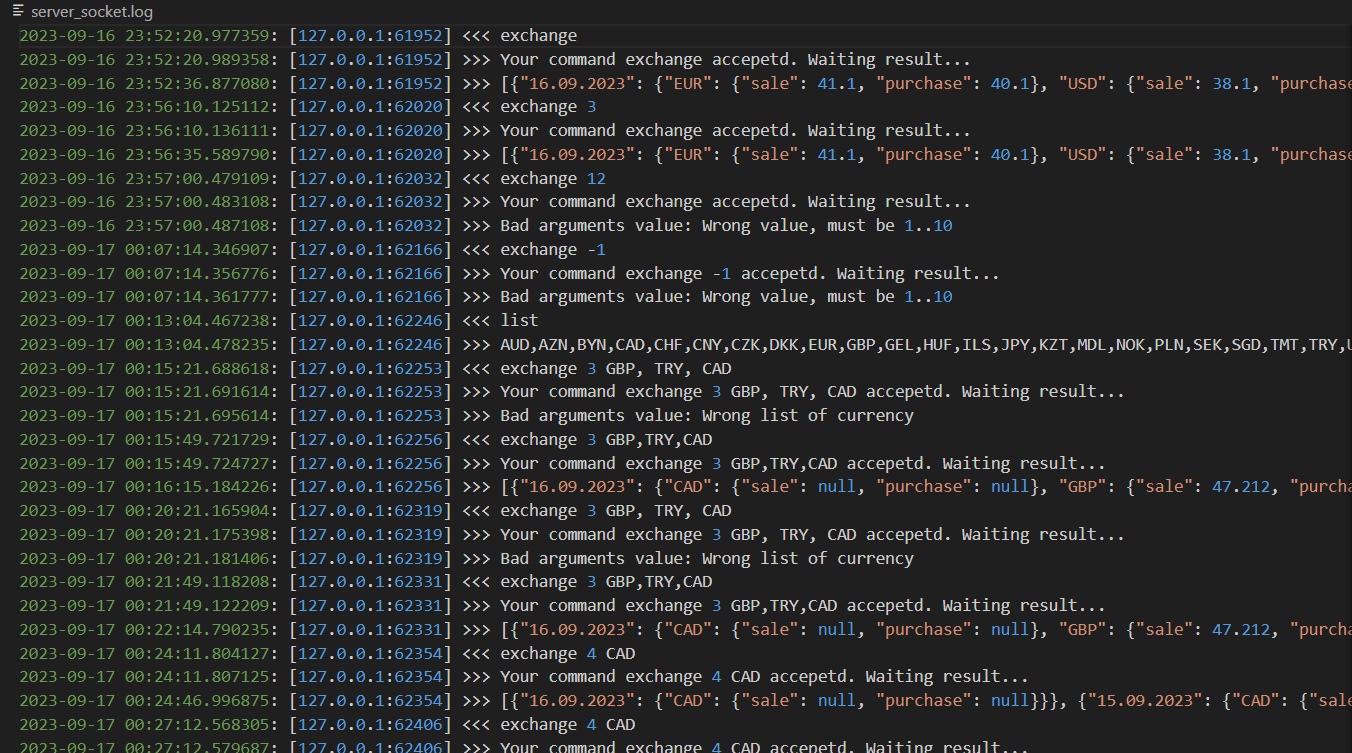 server_socket.log
2023-09-16 23:52:20.977359: [127.0.0.1:61952] <<< exchange
2023-09-16 23:52:20.989358: [127.0.0.1:61952] >>> Your command exchange accepetd. Waiting result...
2023-09-16 23:52:36.877080: [127.0.0.1:61952] >>> [{"16.09.2023": {"EUR": {"sale": 41.1, "purchase": 40.1}, "USD": {"sale": 38.1, "purchase
2023-09-16 23:56:10.125112: [127.0.0.1:62020] <<< exchange 3
2023-09-16 23:56:10.136111: [127.0.0.1:62020] >>> Your command exchange accepetd. Waiting result...
2023-09-16 23:56:35.589790: [127.0.0.1:62020] >>> [{"16.09.2023": {"EUR": {"sale": 41.1, "purchase": 40.1}, "USD": {"sale": 38.1, "purchase
2023-09-16 23:57:00.479109: [127.0.0.1:62032] <<< exchange 12
2023-09-16 23:57:00.483108: [127.0.0.1:62032] >>> Your command exchange accepetd. Waiting result...
2023-09-16 23:57:00.487108: [127.0.0.1:62032] >>> Bad arguments value: Wrong value, must be 1..10
2023-09-17 00:07:14.346907: [127.0.0.1:62166] <<< exchange -1
2023-09-17 00:07:14.356776: [127.0.0.1:62166] >>> Your command exchange -1 accepetd. Waiting result...
2023-09-17 00:07:14.361777: [127.0.0.1:62166] >>> Bad arguments value: Wrong value, must be 1..10
2023-09-17 00:13:04.467238: [127.0.0.1:62246] <<< list
2023-09-17 00:13:04.478235: [127.0.0.1:62246] >>> AUD,AZN,BYN,CAD,CHF,CNY,CZK,DKK,EUR,GBP,GEL,HUF,ILS,JPY,KZT,MDL,NOK,PLN,SEK,SGD,TMT,TRY,U
2023-09-17 00:15:21.688618: [127.0.0.1:62253] <<< exchange 3 GBP, TRY, CAD
2023-09-17 00:15:21.691614: [127.0.0.1:62253] >>> Your command exchange 3 GBP, TRY, CAD accepetd. Waiting result...
2023-09-17 00:15:21.695614: [127.0.0.1:62253] >>> Bad arguments value: Wrong list of currency
2023-09-17 00:15:49.721729: [127.0.0.1:62256] <<< exchange 3 GBP,TRY,CAD
2023-09-17 00:15:49.724727: [127.0.0.1:62256] >>> Your command exchange 3 GBP,TRY,CAD accepetd. Waiting result...
2023-09-17 00:16:15.184226: [127.0.0.1:62256] >>> [{"16.09.2023": {"CAD": {"sale": null, "purchase": null}, "GBP": {"sale": 47.212, "purcha
2023-09-17 00:20:21.165904: [127.0.0.1:62319] <<< exchange 3 GBP, TRY, CAD
2023-09-17 00:20:21.175398: [127.0.0.1:62319] >>> Your command exchange 3 GBP, TRY, CAD accepetd. Waiting result...
2023-09-17 00:20:21.181406: [127.0.0.1:62319] >>> Bad arguments value: Wrong list of currency
2023-09-17 00:21:49.118208: [127.0.0.1:62331] <<< exchange 3 GBP,TRY,CAD
2023-09-17 00:21:49.122209: [127.0.0.1:62331] >>> Your command exchange 3 GBP,TRY,CAD accepetd. Waiting result...
2023-09-17 00:22:14.790235: [127.0.0.1:62331] >>> [{"16.09.2023": {"CAD": {"sale": null, "purchase": null}, "GBP": {"sale": 47.212, "purcha
2023-09-17 00:24:11.804127: [127.0.0.1:62354] <<< exchange 4 CAD
2023-09-17 00:24:11.807125: [127.0.0.1:62354] >>> Your command exchange 4 CAD accepetd. Waiting result...
2023-09-17 00:24:46.996875: [127.0.0.1:62354] >>> [{"16.09.2023": {"CAD": {"sale": null, "purchase": null}}}, {"15.09.2023": {"CAD": {"sale
2023-09-17 00:27:12.568305: [127.0.0.1:62406] <<< exchange 4 CAD
2023-09-17 00:27:12.579687: [127.0.0.1:62406] >>> Your command exchange 4 CAD accepetd. Waiting result...